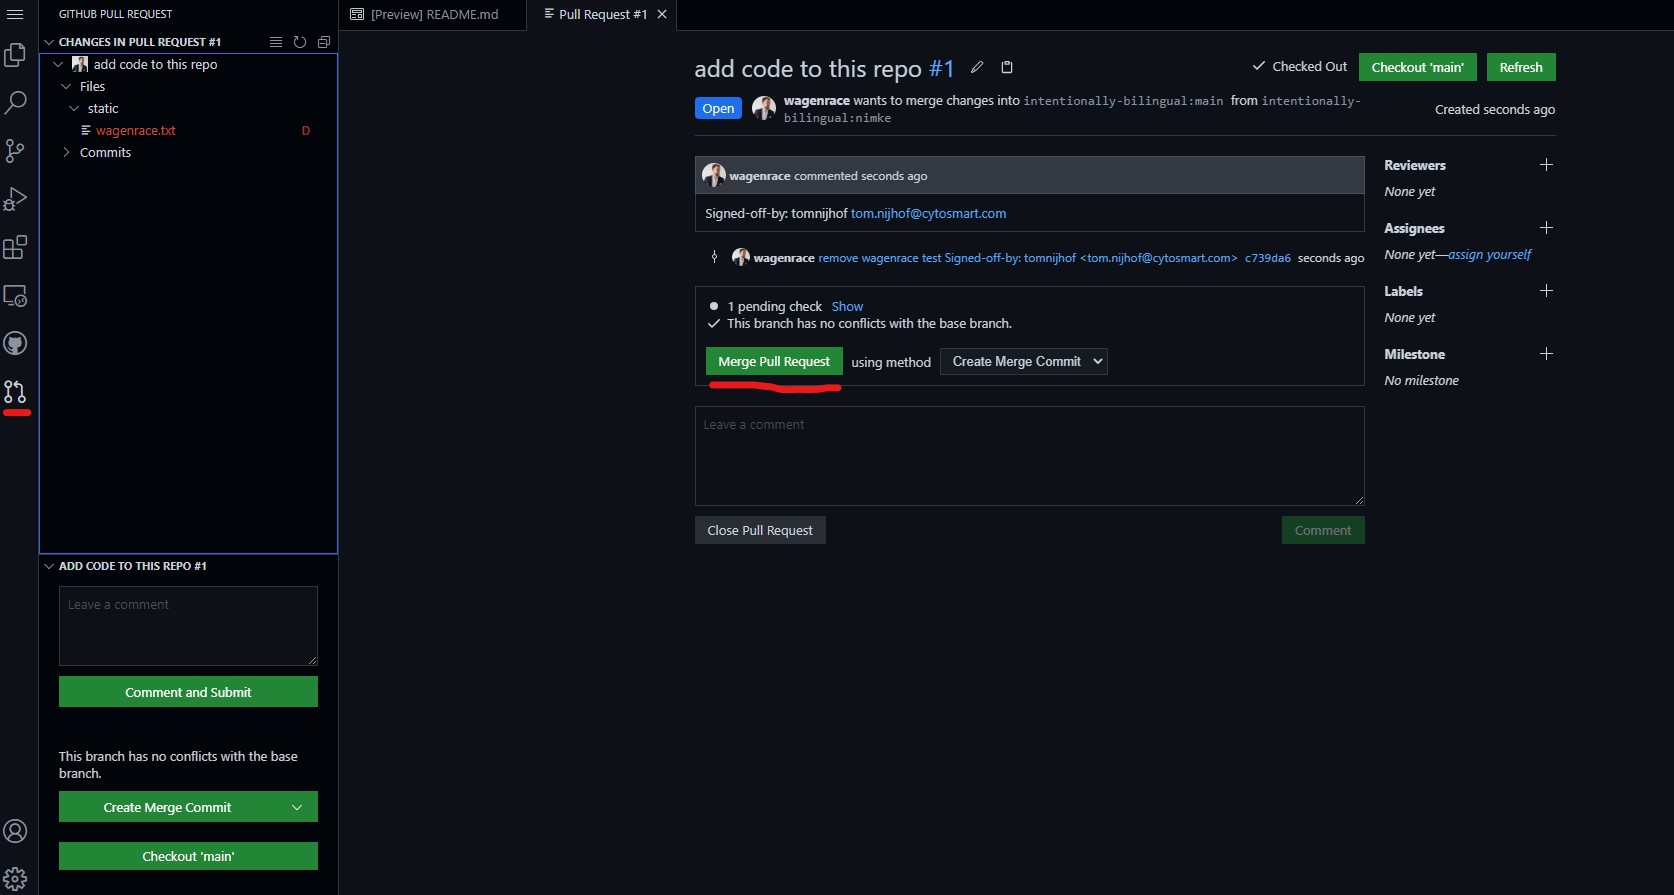 GITHUB PULL REQUEST
CHANGES IN PULL REQUEST #1
add code to this repo
Files
static
wagenrace.txt D
Commits
ADD CODE TO THIS REPO #1
Leave a comment
Comment and Submit
This branch has no conflicts with the base
branch.
Create Merge Commit
Checkout 'main'
[Preview] README.md
Pull Request #1
add code to this repo #1
Checked Out
Checkout 'main'
Refresh
Open
wagenrace wants to merge changes into intentionally-bilingual:main from intentionally-
bilingual:nimke
Created seconds ago
wagenrace commented seconds ago
Signed-off-by: tomnijhof tom.nijhof@cytosmart.com
wagenrace remove wagenrace test Signed-off-by: tomnijhof <tom.nijhof@cytosmart.com> c739da6 seconds ago
1 pending check Show
This branch has no conflicts with the base branch.
Merge Pull Request using method Create Merge Commit
Leave a comment
Close Pull Request
Comment
Reviewers
None yet
Assignees
None yet—assign yourself
Labels
None yet
Milestone
No milestone